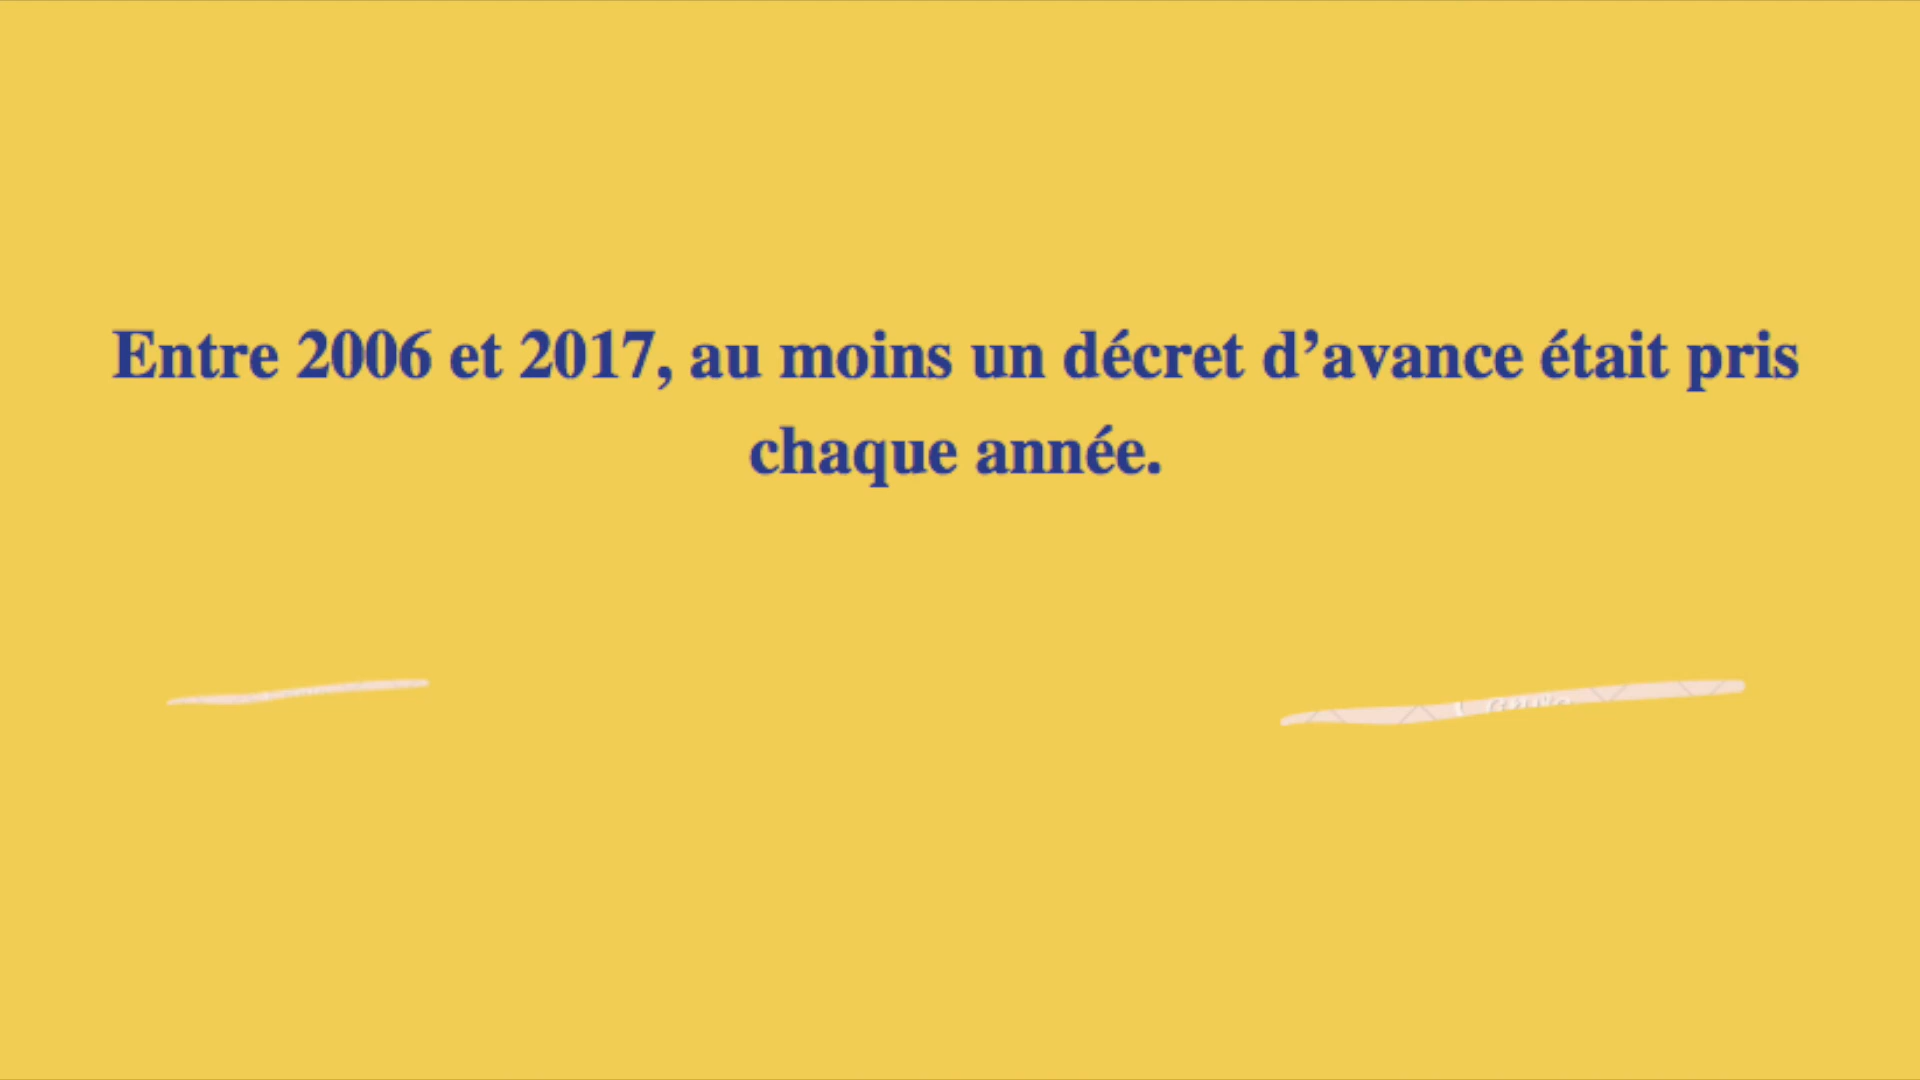 Entre 2006 et 2017, au moins un décret d’avance était pris
chaque année.